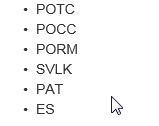 • POTC
• POCC
• PORM
• SVLK
• PAT
• ES